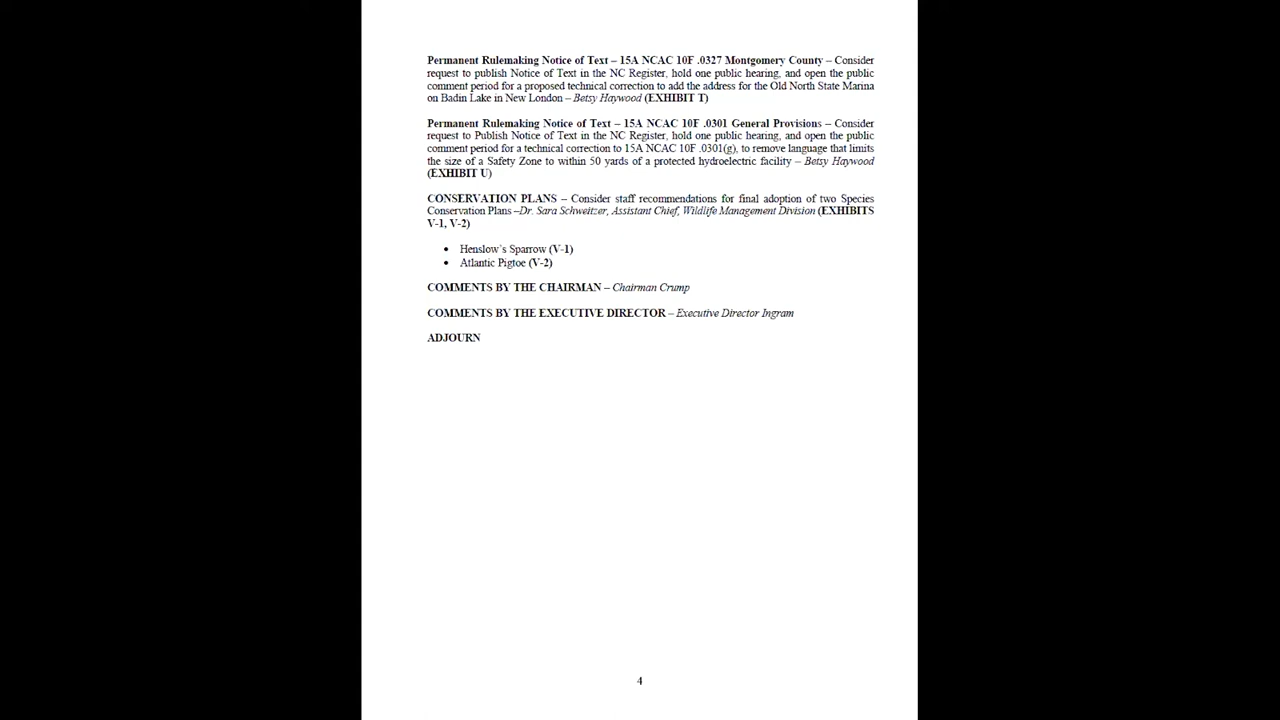 Permanent Rulemaking Notice of Text – 15A NCAC 10F .0327 Montgomery County – Consider
request to publish Notice of Text in the NC Register, hold one public hearing, and open the public
comment period for a proposed technical correction to add the address for the Old North State Marina
on Badin Lake in New London – Betsy Haywood (EXHIBIT T)
Permanent Rulemaking Notice of Text – 15A NCAC 10F .0301 General Provisions – Consider
request to Publish Notice of Text in the NC Register, hold one public hearing, and open the public
comment period for a technical correction to 15A NCAC 10F .0301(g), to remove language that limits
the size of a Safety Zone to within 50 yards of a protected hydroelectric facility – Betsy Haywood
(EXHIBIT U)
CONSERVATION PLANS – Consider staff recommendations for final adoption of two Species
Conservation Plans –Dr. Sara Schweitzer, Assistant Chief, Wildlife Management Division (EXHIBITS
V-1, V-2)
• Henslow's Sparrow (V-1)
• Atlantic Pigtoe (V-2)
COMMENTS BY THE CHAIRMAN – Chairman Crump
COMMENTS BY THE EXECUTIVE DIRECTOR – Executive Director Ingram
ADJOURN
4